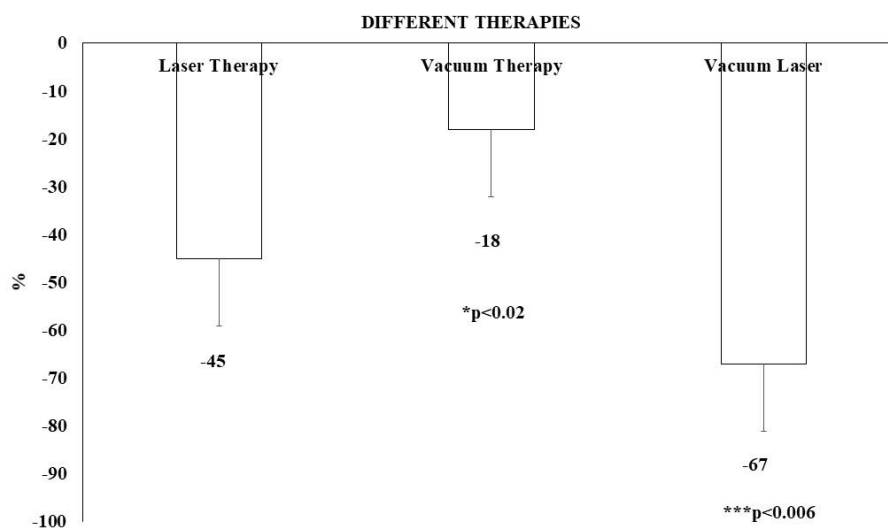 DIFFERENT THERAPIES
0
Laser Therapy
Vacuum Therapy
Vacuum Laser
-10
-20
-30
-40
-18
-50
%
*p<0.02
-60
-45
-70
-80
-67
-90
***p<0.006
-100